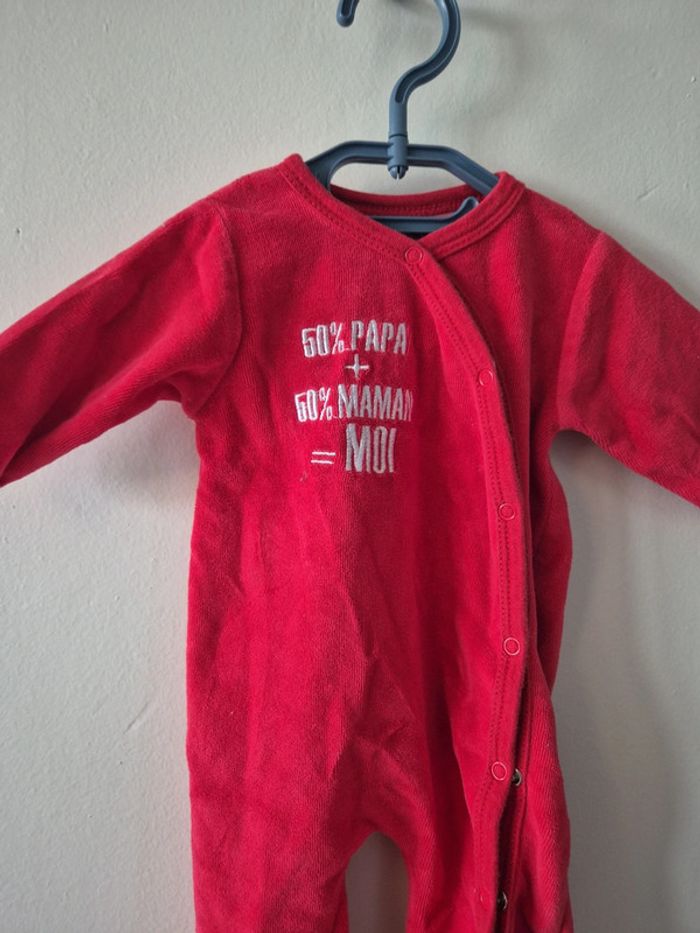 50% PAPA
+
50% MAMAN
= MOI